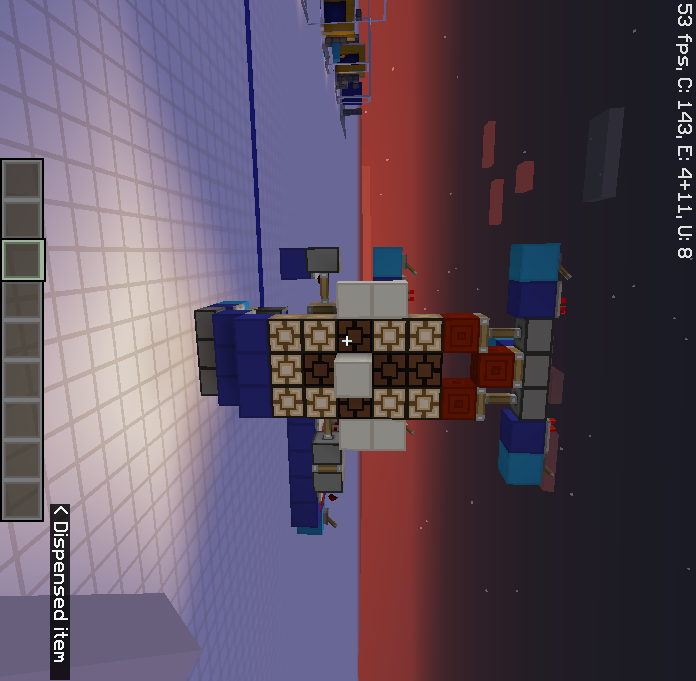 53 fps, C: 143, E: 4+11, U: 8
<Dispensed item